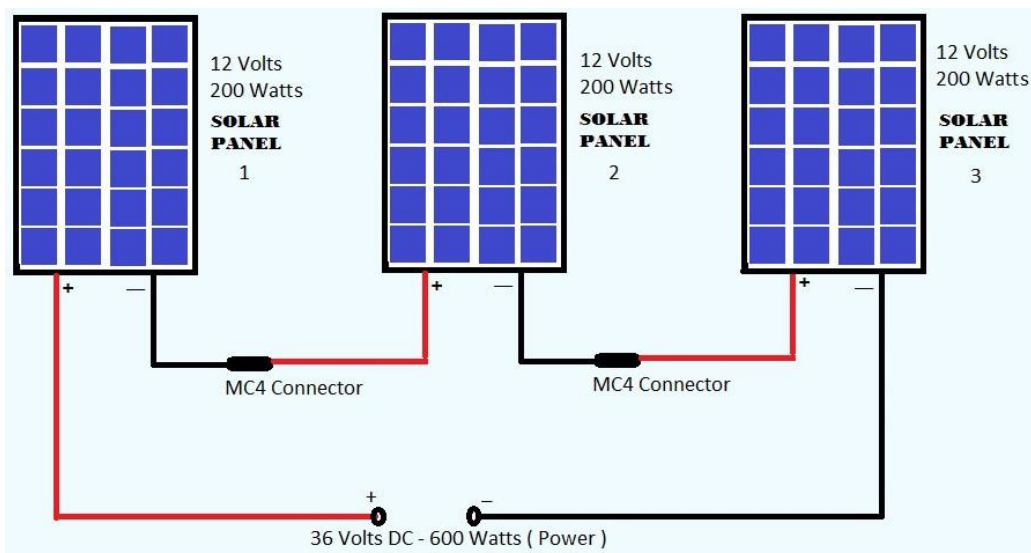 12 Volts
200 Watts
SOLAR
PANEL
1
+
—
12 Volts
200 Watts
SOLAR
PANEL
2
+
—
12 Volts
200 Watts
SOLAR
PANEL
3
+
—
MC4 Connector
MC4 Connector
+
–
36 Volts DC - 600 Watts ( Power )